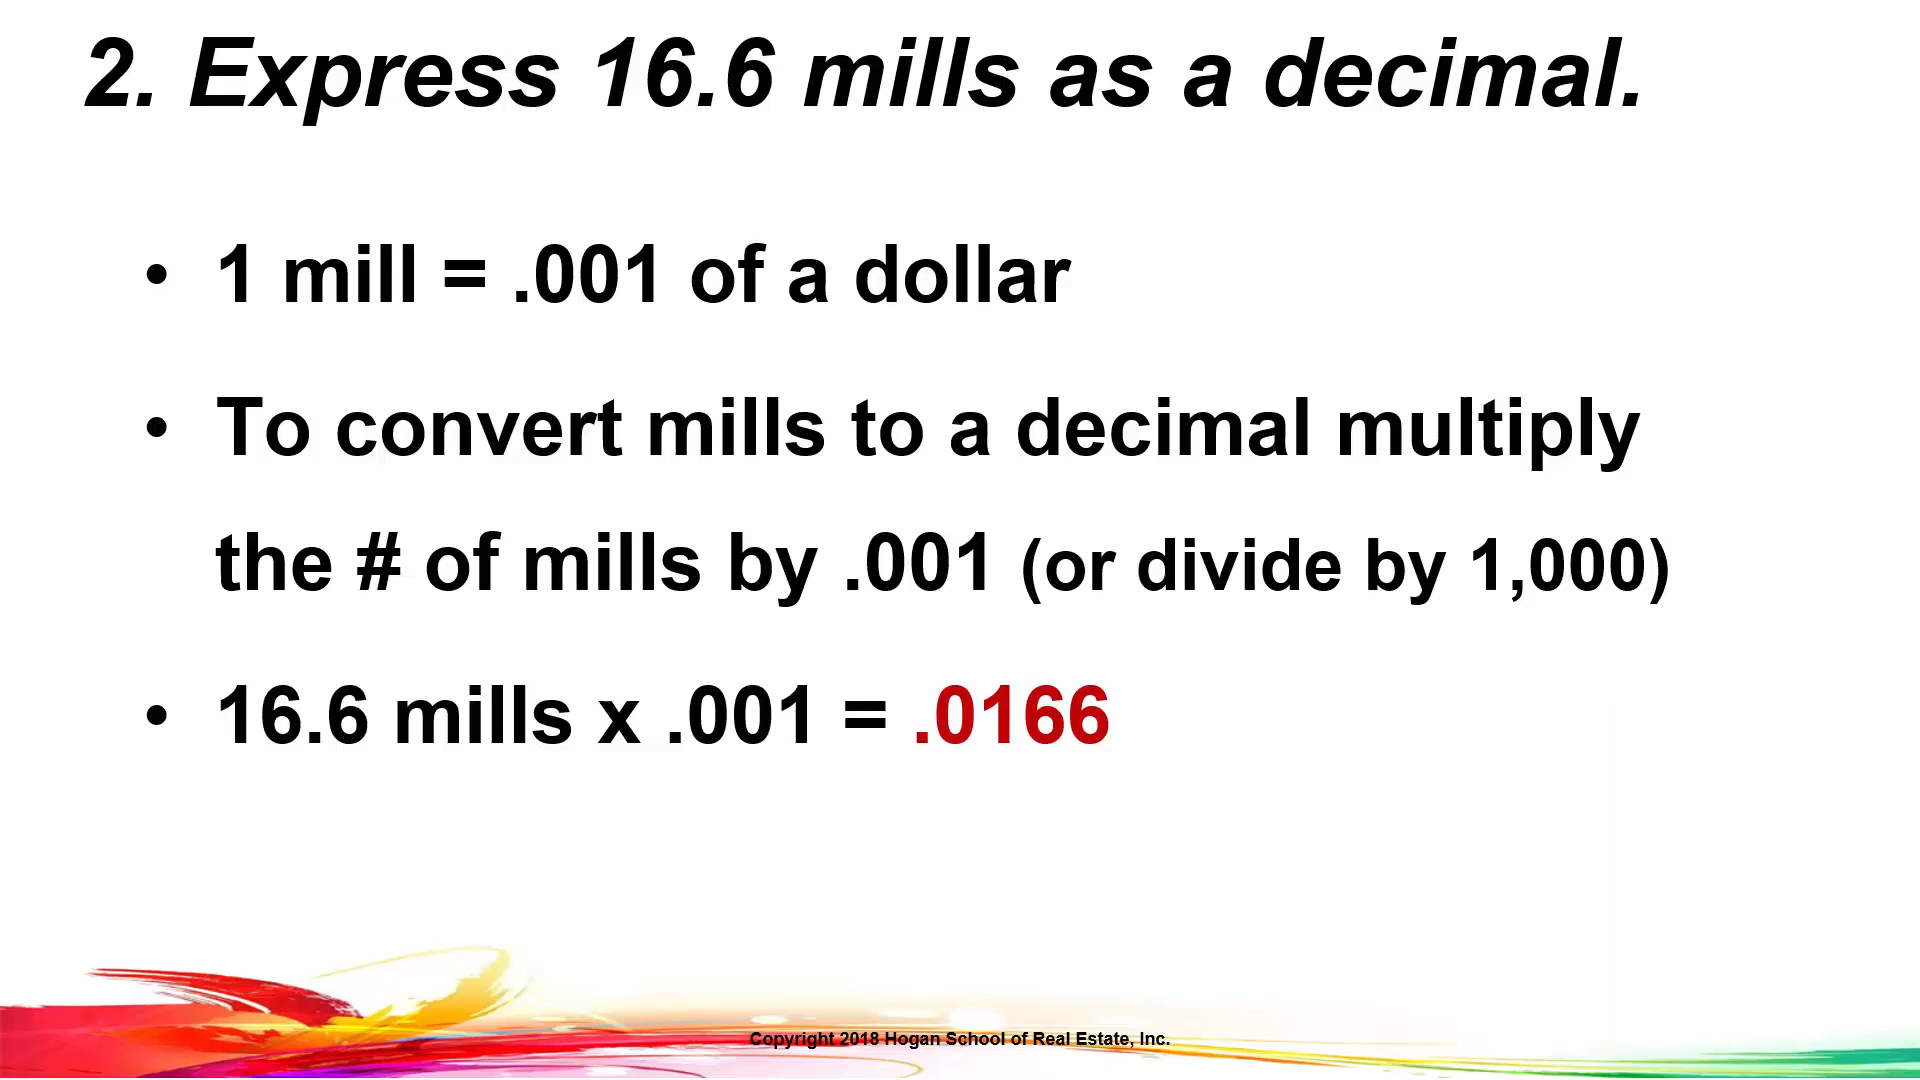 2. Express 16.6 mills as a decimal.
• 1 mill = .001 of a dollar
• To convert mills to a decimal multiply
the # of mills by .001 (or divide by 1,000)
• 16.6 mills x .001 = .0166
Copyright 2018 Hogan School of Real Estate, Inc.